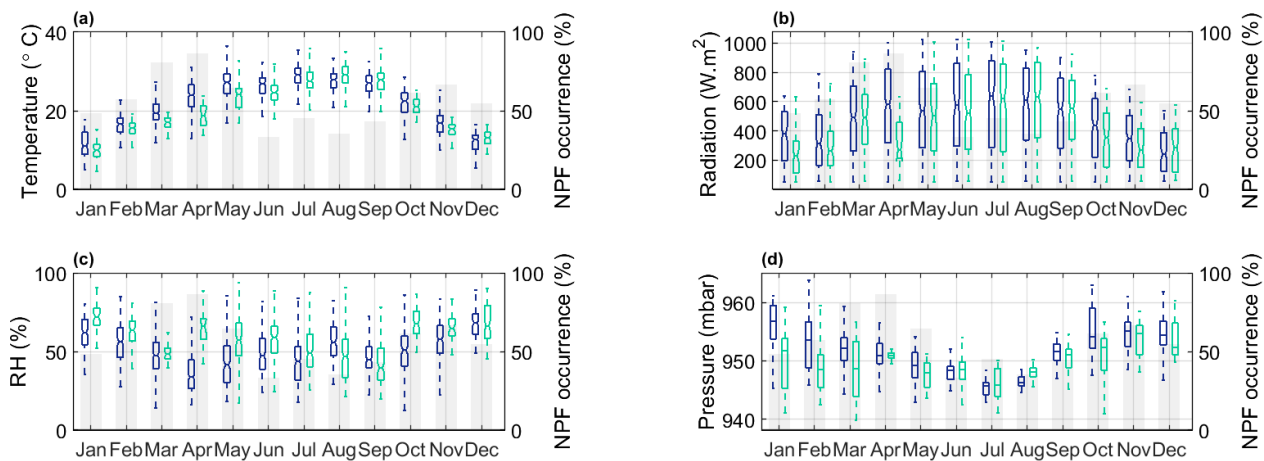 (a)
Temperature (° C)
40
20
0
100
50
0
NPF occurrence (%)
Jan Feb Mar Apr May Jun Jul Aug Sep Oct Nov Dec
(b)
Radiation (W.m²)
1000
800
600
400
200
100
50
0
NPF occurrence (%)
Jan Feb Mar Apr May Jun Jul Aug Sep Oct Nov Dec
(c)
RH (%)
100
50
0
100
50
0
NPF occurrence (%)
Jan Feb Mar Apr May Jun Jul Aug Sep Oct Nov Dec
(d)
Pressure (mbar)
960
950
940
100
50
0
NPF occurrence (%)
Jan Feb Mar Apr May Jun Jul Aug Sep Oct Nov Dec